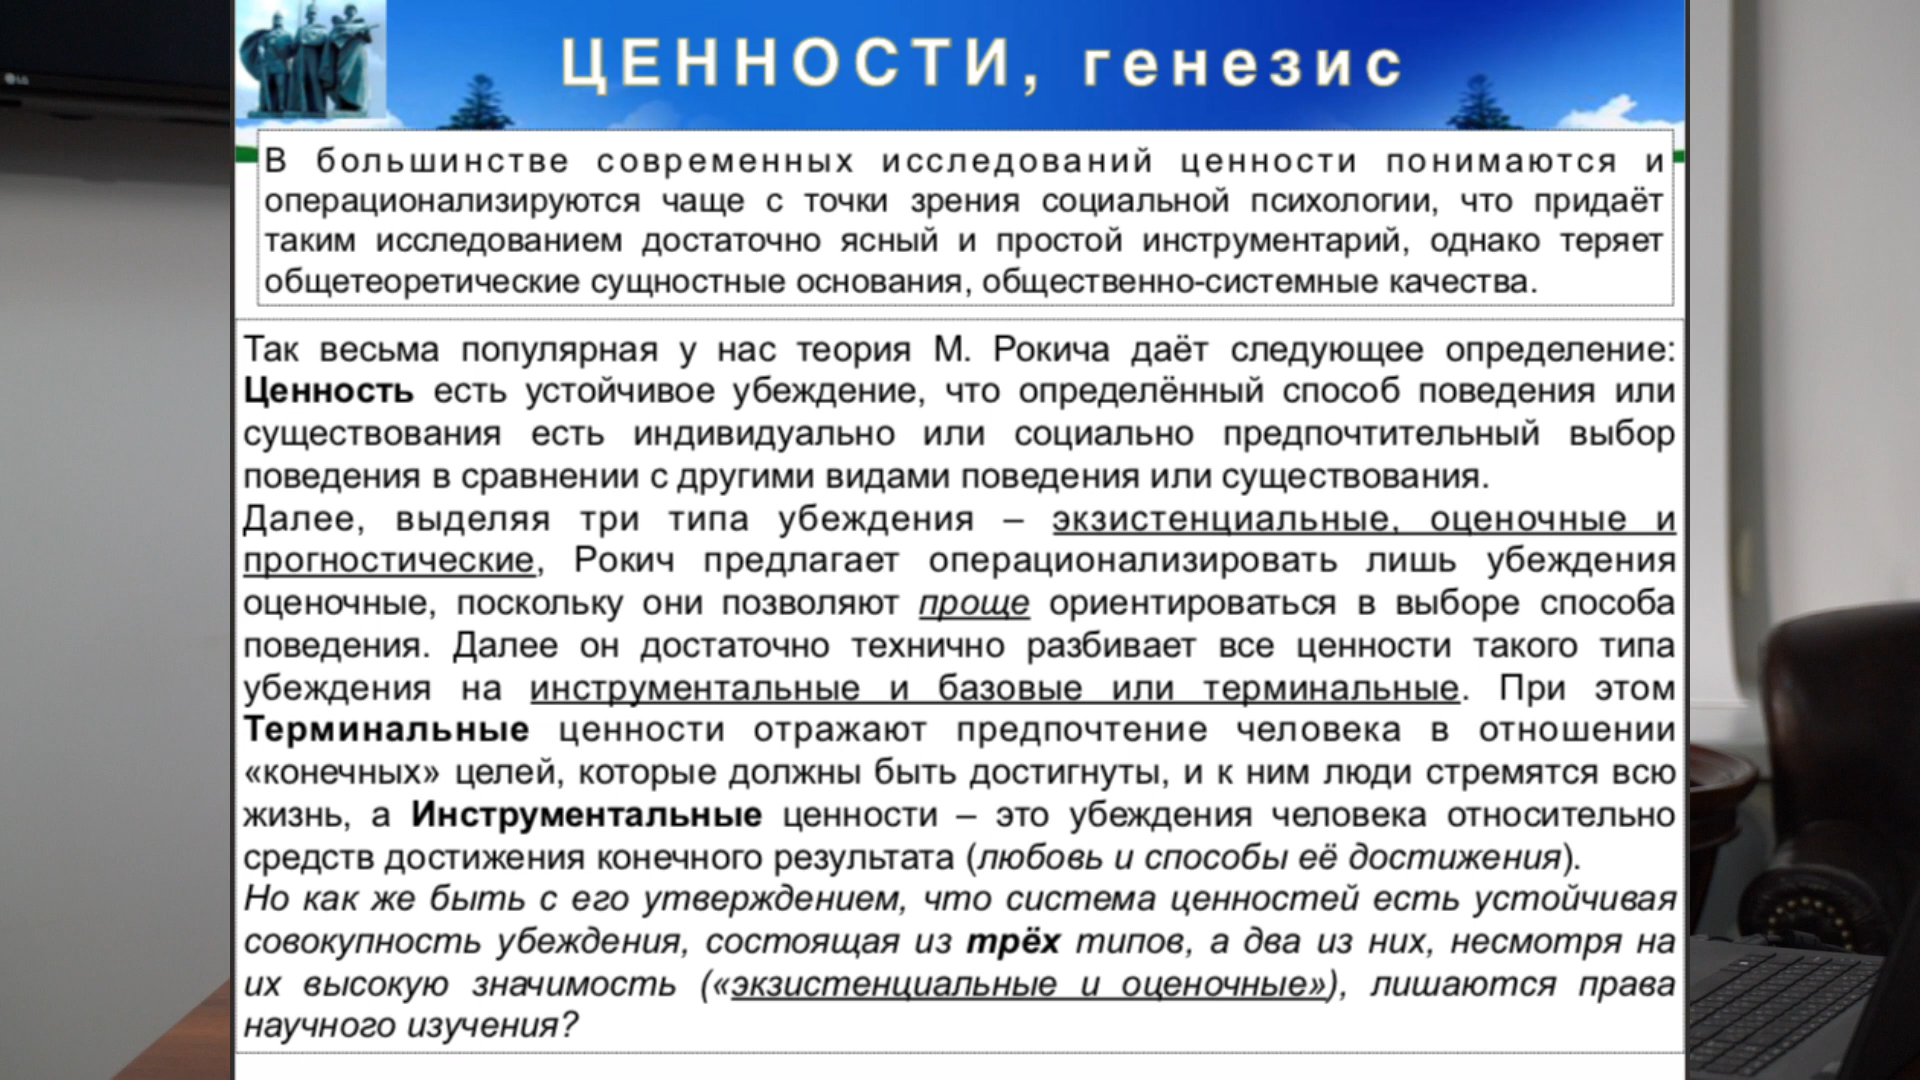 LG
ЦЕННОСТИ, генезис
В большинстве современных исследований ценности понимаются и
операционализируются чаще с точки зрения социальной психологии, что придаёт
таким исследованием достаточно ясный и простой инструментарий, однако теряет
общетеоретические сущностные основания, общественно-системные качества.
Так весьма популярная у нас теория М. Рокича даёт следующее определение:
Ценность есть устойчивое убеждение, что определённый способ поведения или
существования есть индивидуально или социально предпочтительный выбор
поведения в сравнении с другими видами поведения или существования.
Далее, выделяя три типа убеждения – экзистенциальные, оценочные и
прогностические, Рокич предлагает операционализировать лишь убеждения
оценочные, поскольку они позволяют проще ориентироваться в выборе способа
поведения. Далее он достаточно технично разбивает все ценности такого типа
убеждения на инструментальные и базовые или терминальные. При этом
Терминальные ценности отражают предпочтение человека в отношении
«конечных» целей, которые должны быть достигнуты, и к ним люди стремятся всю
жизнь, а Инструментальные ценности – это убеждения человека относительно
средств достижения конечного результата (любовь и способы её достижения).
Но как же быть с его утверждением, что система ценностей есть устойчивая
совокупность убеждения, состоящая из трёх типов, а два из них, несмотря на
их высокую значимость («экзистенциальные и оценочные»), лишаются права
научного изучения?